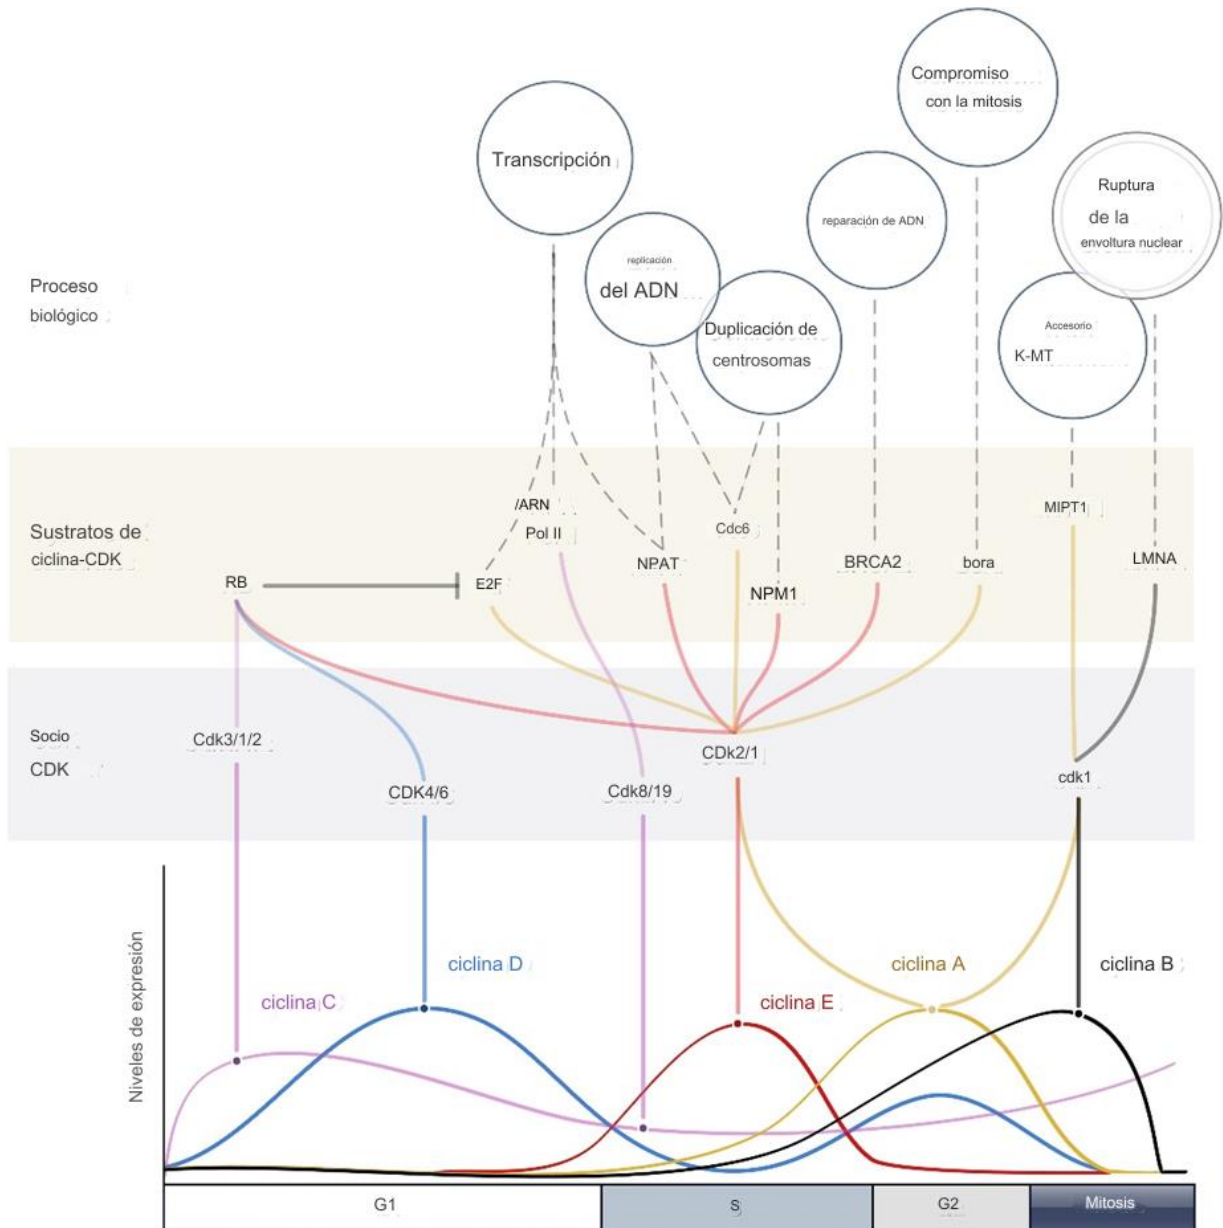 Compromiso
con la mitosis
Transcripción
Ruptura
de la
envoltura nuclear
reparación de ADN
replicación
del ADN
Proceso
biológico
Duplicación de
centrosomas
Accesorio
K-MT
/ARN
Pol II
MIPT1
Sustratos de
ciclina-CDK
Cdc6
NPAT
BRCA2
bora
LMNA
RB
E2F
NPM1
Socio
CDK
Cdk3/1/2
CDk2/1
cdk1
CDK4/6
Cdk8/19
Niveles de expresión
ciclina D
ciclina A
ciclina B
ciclina C
ciclina E
G1
S
G2
Mitosis